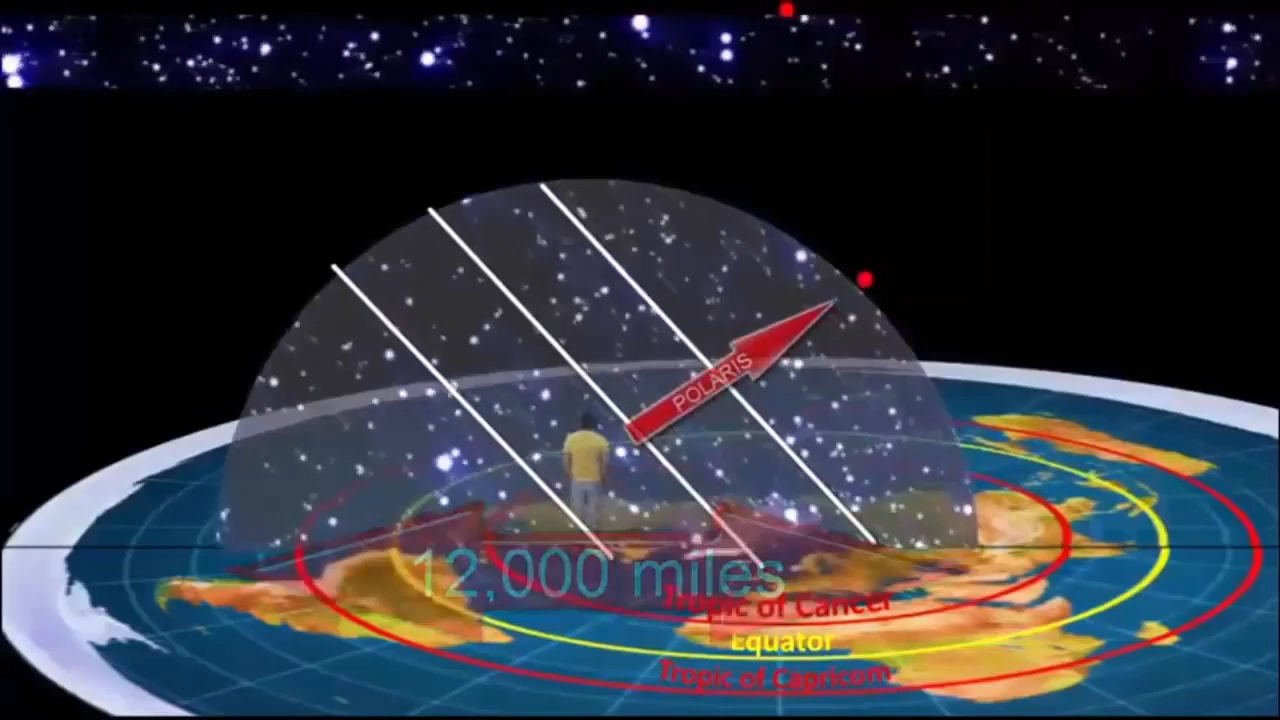 POLARIS
12,000 miles
Tropic of Cancer
Equator
Tropic of Capricorn